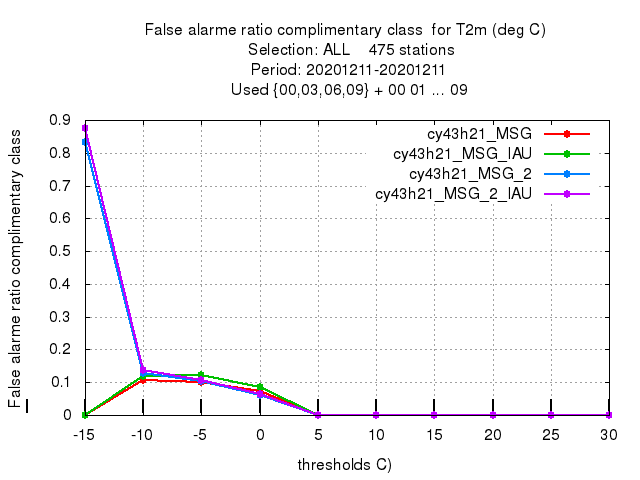 False alarme ratio complimentary class  for T2m (deg C)
Selection: ALL    475 stations
Period: 20201211-20201211
Used {00,03,06,09} + 00 01 ... 09
False alarme ratio complimentary class
cy43h21_MSG
cy43h21_MSG_IAU
cy43h21_MSG_2
cy43h21_MSG_2_IAU
0.9
0.8
0.7
0.6
0.5
0.4
0.3
0.2
0.1
0
-15 -10 -5 0 5 10 15 20 25 30
thresholds C)